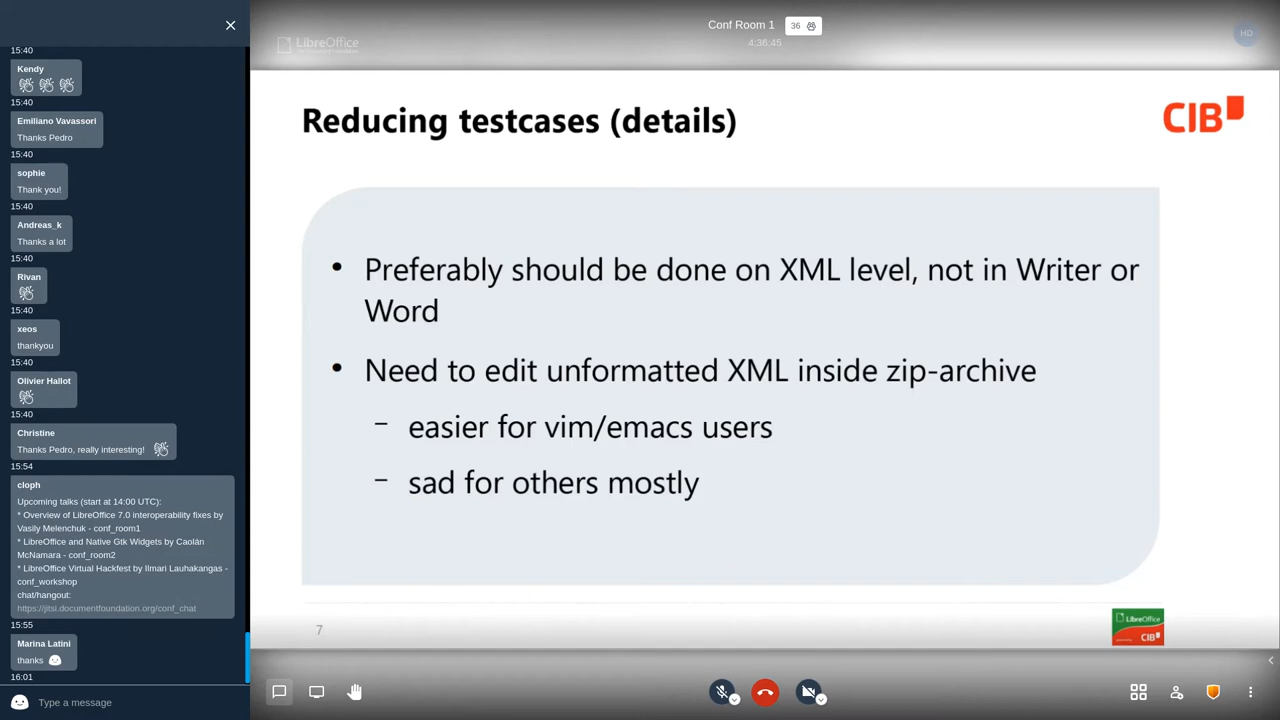 15:40
Kendy
15:40
Emiliano Vavassori
Thanks Pedro
15:40
sophie
Thank you!
15:40
Andreas_k
Thanks a lot
15:40
Rivan
15:40
xeos
thankyou
15:40
Olivier Hallot
15:40
Christine
Thanks Pedro, really interesting!
15:54
cloph
Upcoming talks (start at 14:00 UTC):
* Overview of LibreOffice 7.0 interoperability fixes by
Vasily Melenchuk - conf_room1
* LibreOffice and Native Gtk Widgets by Caolán
McNamara - conf_room2
* LibreOffice Virtual Hackfest by Ilmari Lauhakangas -
conf_workshop
chat/hangout:
https://jitsi.documentfoundation.org/conf_chat
15:55
Marina Latini
thanks
16:01
Type a message
LibreOffice
Conf Room 1 36
4:36:45
HD
Reducing testcases (details)
CIB
• Preferably should be done on XML level, not in Writer or
Word
• Need to edit unformatted XML inside zip-archive
– easier for vim/emacs users
– sad for others mostly
7
LibreOffice
CIB